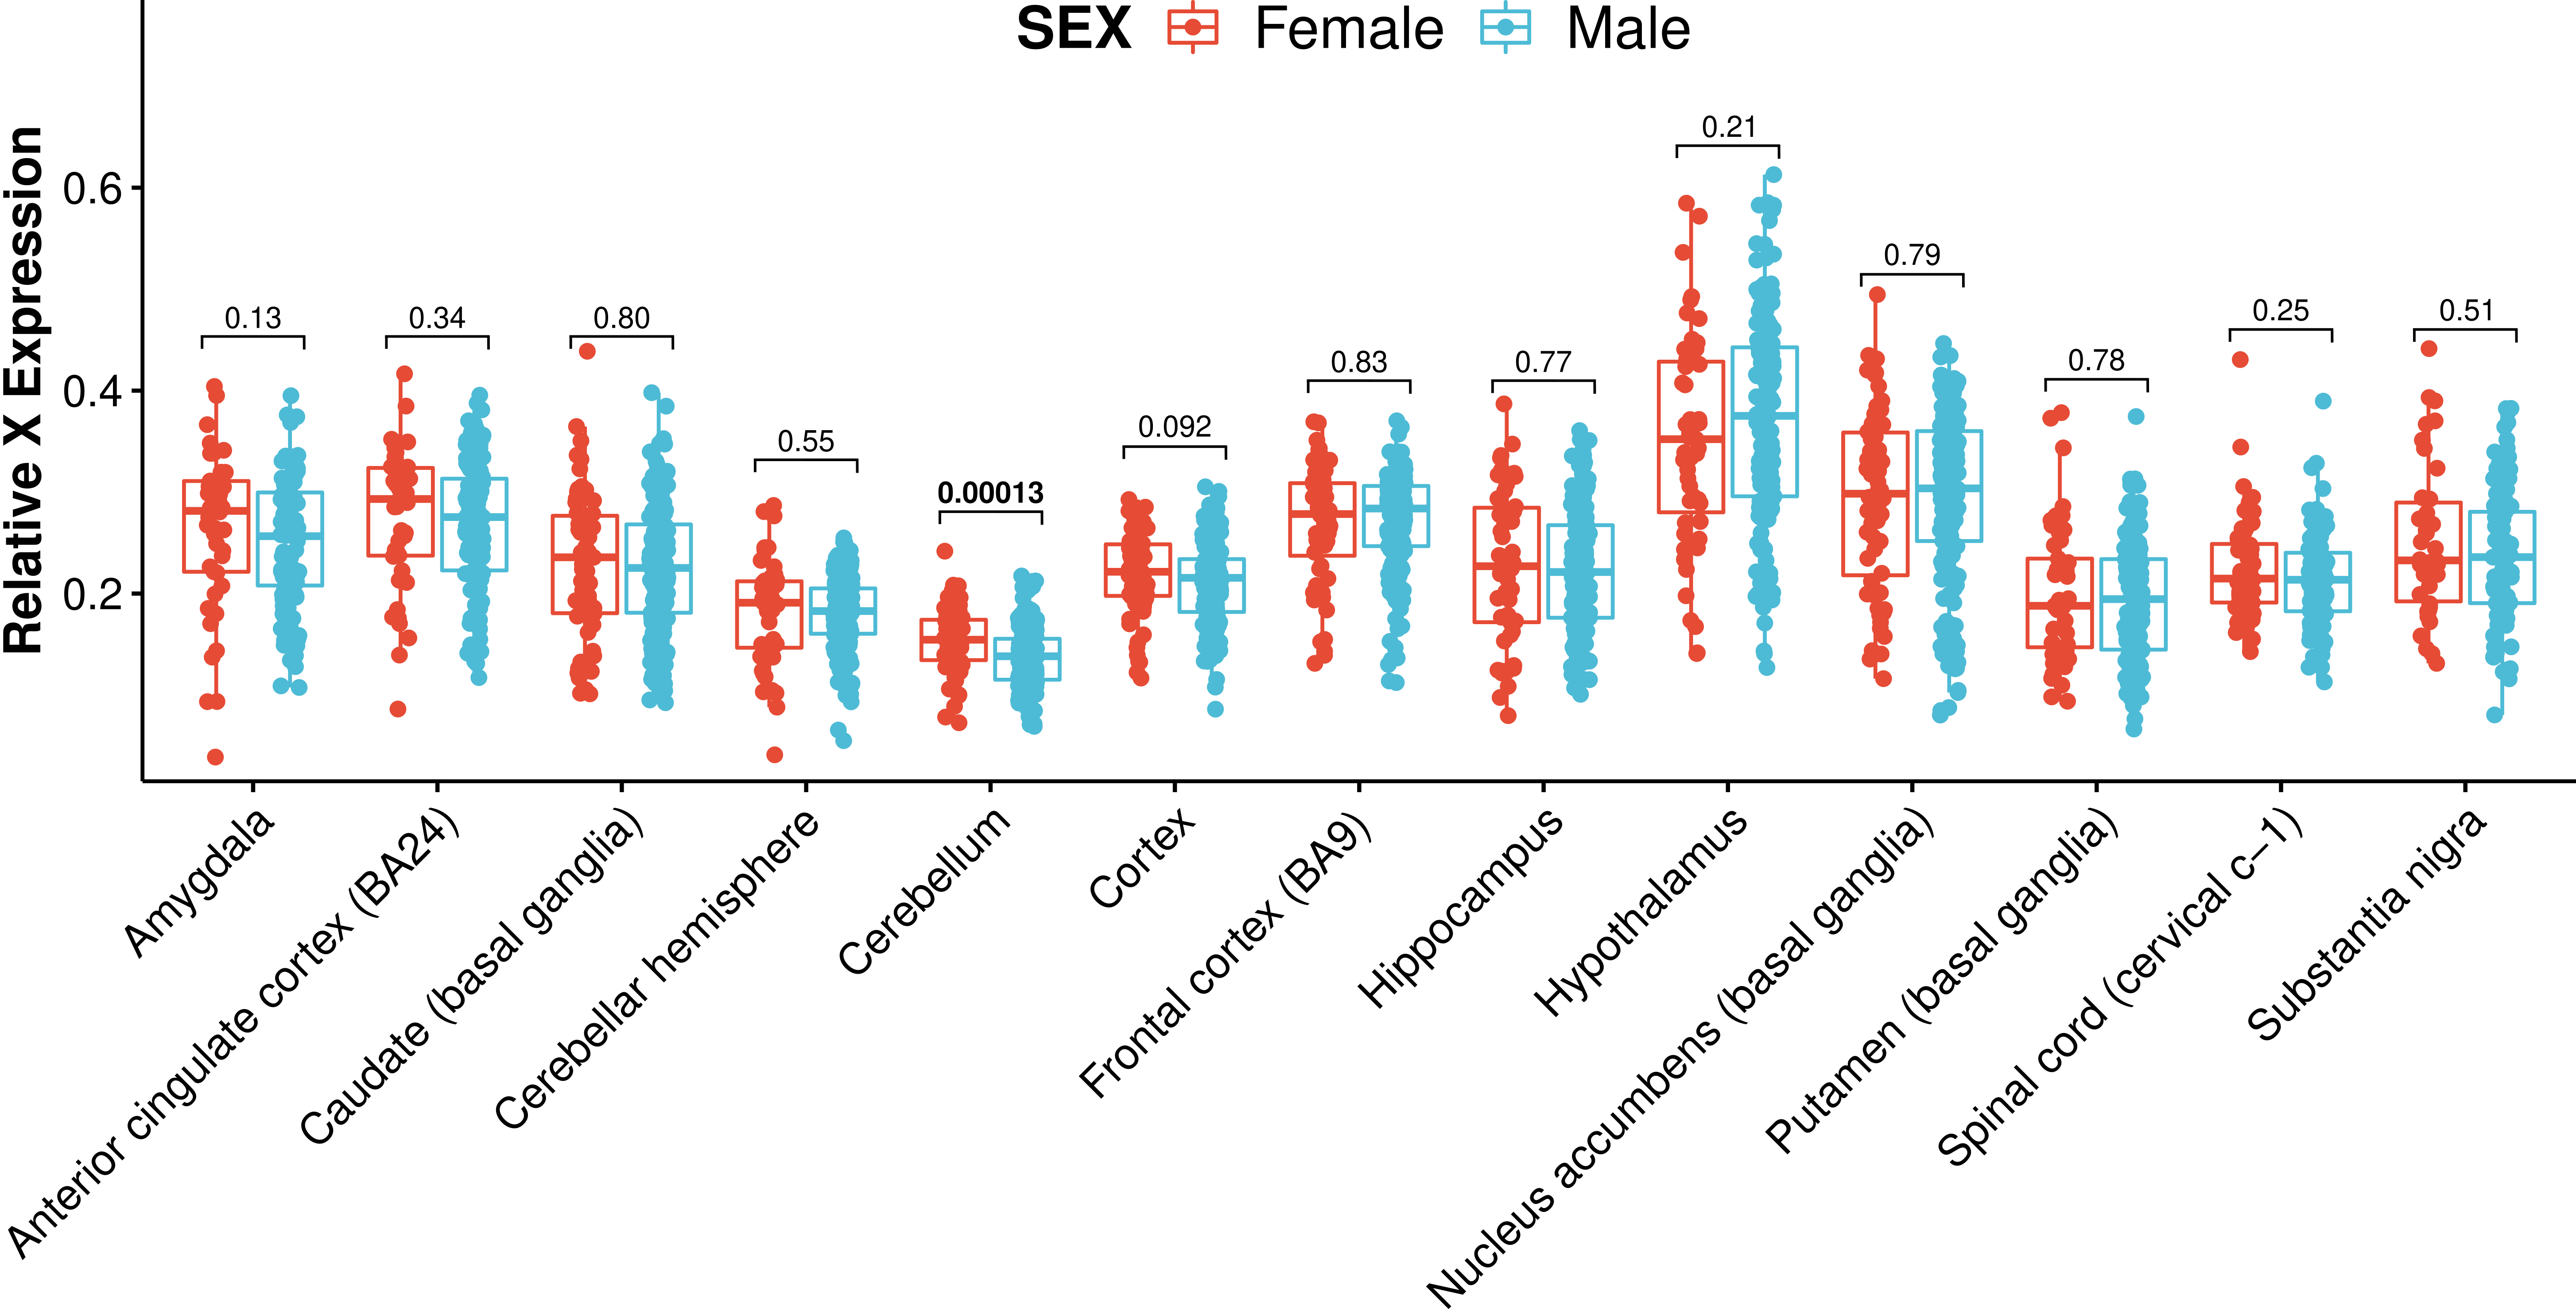 SEX Female Male
Relative X Expression
0.6
0.4
0.2
0.13
0.34
0.80
0.55
0.00013
0.092
0.83
0.77
0.21
0.79
0.78
0.25
0.51
Amygdala
Anterior cingulate cortex (BA24)
Caudate (basal ganglia)
Cerebellar hemisphere
Cerebellum
Cortex
Frontal cortex (BA9)
Hippocampus
Hypothalamus
Nucleus accumbens (basal ganglia)
Putamen (basal ganglia)
Spinal cord (cervical c−1)
Substantia nigra